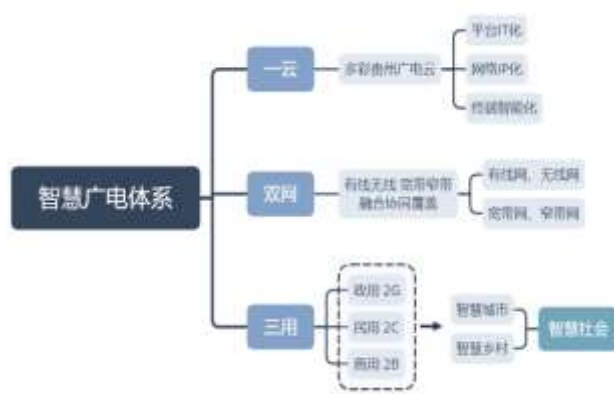 智慧广电体系
一云
多彩贵州广电云
平台IT化
网络IP化
终端智能化
双网
有线无线 宽带窄带
融合协同覆盖
有线网、无线网
宽带网、窄带网
三用
政用 2G
民用 2C
商用 2B
智慧城市
智慧乡村
智慧社会